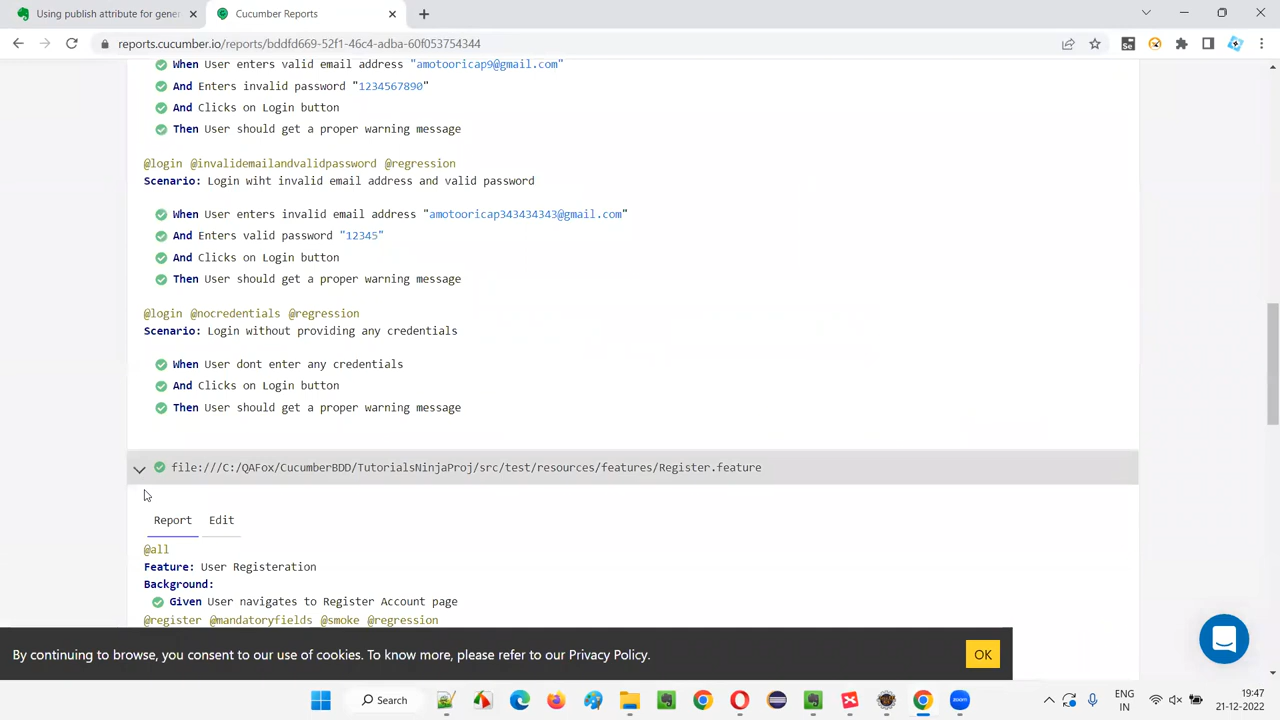 Using publish attribute for gener
Cucumber Reports
reports.cucumber.io/reports/bddfd669-52f1-46c4-adba-60f053754344
When User enters valid email address "amotooricap9@gmail.com"
And Enters invalid password "1234567890"
And Clicks on Login button
Then User should get a proper warning message
@login @invalidemailandvalidpassword @regression
Scenario: Login wiht invalid email address and valid password
When User enters invalid email address "amotooricap343434343@gmail.com"
And Enters valid password "12345"
And Clicks on Login button
Then User should get a proper warning message
@login @nocredentials @regression
Scenario: Login without providing any credentials
When User dont enter any credentials
And Clicks on Login button
Then User should get a proper warning message
file:///C:/QAFox/CucumberBDD/TutorialsNinjaProj/src/test/resources/features/Register.feature
Report Edit
@all
Feature: User Registeration
Background:
Given User navigates to Register Account page
@register @mandatoryfields @smoke @regression
By continuing to browse, you consent to our use of cookies. To know more, please refer to our Privacy Policy.
OK
Search
ENG
IN
19:47
21-12-2022